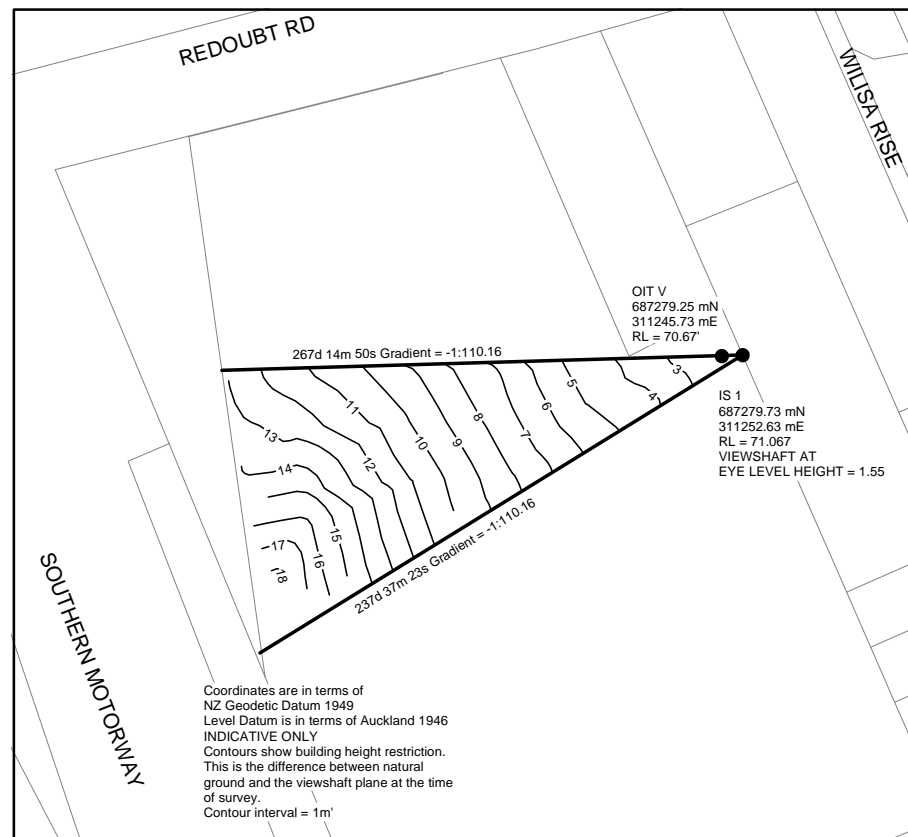 REDOUBT RD
WILISA RISE
OIT V
687279.25 mN
311245.73 mE
RL = 70.67'
267d 14m 50s Gradient = -1:110.16
IS 1
687279.73 mN
311252.63 mE
RL = 71.067
VIEWSHAFT AT
EYE LEVEL HEIGHT = 1.55
3
4
5
6
7
8
9
10
11
12
13
14
15
16
17
18
237d 37m 23s Gradient = -1:110.16
SOUTHERN MOTORWAY
Coordinates are in terms of
NZ Geodetic Datum 1949
Level Datum is in terms of Auckland 1946
INDICATIVE ONLY
Contours show building height restriction.
This is the difference between natural
ground and the viewshaft plane at the time
of survey.
Contour interval = 1m'